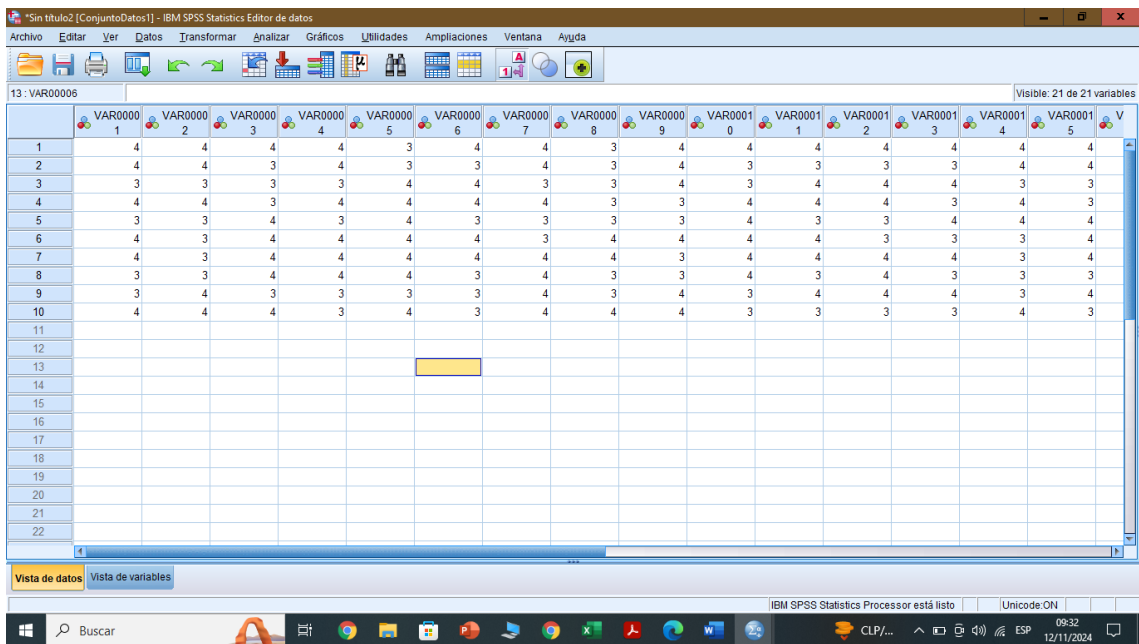 *Sin título2 [ConjuntoDatos1] - IBM SPSS Statistics Editor de datos
Archivo Editar Ver Datos Transformar Analizar Gráficos Utilidades Ampliaciones Ventana Ayuda
13 : VAR00006 Visible: 21 de 21 variables
VAR00001 VAR00002 VAR00003 VAR00004 VAR00005 VAR00006 VAR00007 VAR00008 VAR00009 VAR00010 VAR00011 VAR00012 VAR00013 VAR00014 VAR00015 V
1 4 4 4 4 3 4 4 3 4 4 4 4 4 4 4
2 4 4 3 4 3 3 4 3 4 3 3 3 3 4 4
3 3 3 3 3 4 4 3 3 4 3 4 4 4 3 3
4 4 4 3 4 4 4 4 3 3 4 4 4 3 4 3
5 3 3 4 3 4 3 3 3 3 4 3 3 4 4 4
6 4 3 4 4 4 4 3 4 4 4 4 3 3 3 4
7 4 3 4 4 4 4 4 4 3 4 4 4 4 3 4
8 3 3 4 4 4 3 4 3 4 4 3 4 3 3 3
9 3 4 3 3 3 3 4 3 4 3 4 4 4 3 4
10 4 4 4 3 4 3 4 4 4 3 3 3 3 4 3
11
12
13
14
15
16
17
18
19
20
21
22
Vista de datos Vista de variables
IBM SPSS Statistics Processor está listo Unicode:ON
Buscar CLP/... ESP 09:32
12/11/2024